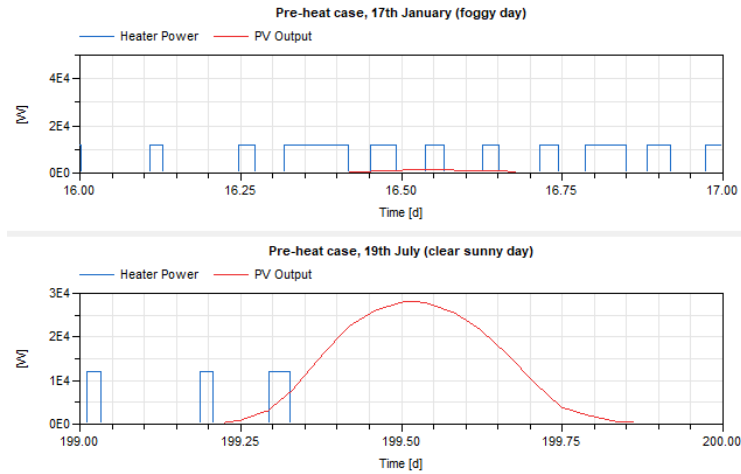 Pre-heat case, 17th January (foggy day)
Heater Power PV Output
4E4
2E4
0E0
[W]
16.00 16.25 16.50 16.75 17.00
Time [d]
Pre-heat case, 19th July (clear sunny day)
Heater Power PV Output
3E4
2E4
1E4
0E0
[W]
199.00 199.25 199.50 199.75 200.00
Time [d]